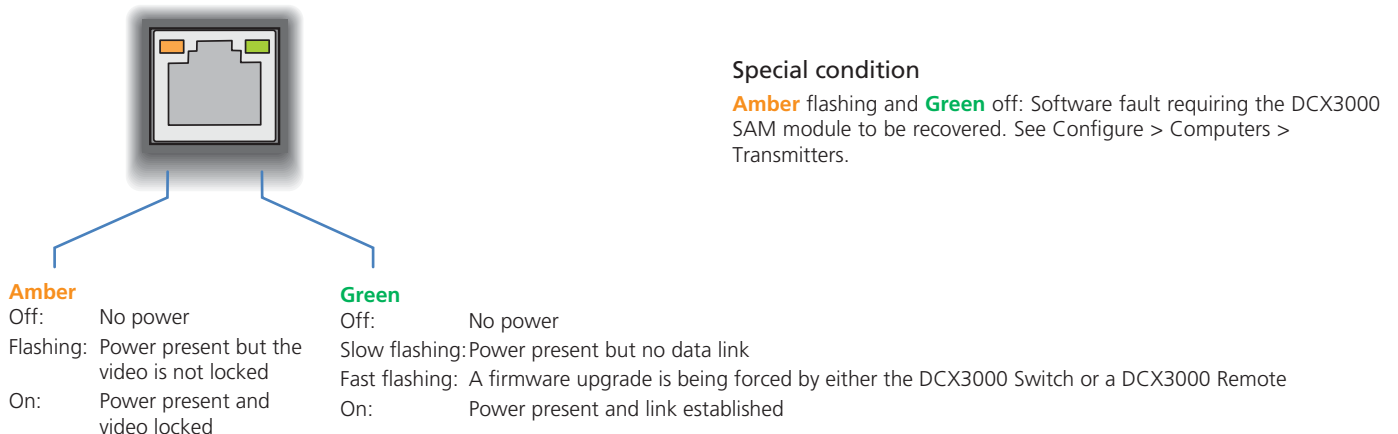 Special condition
Amber flashing and Green off: Software fault requiring the DCX3000
SAM module to be recovered. See Configure > Computers >
Transmitters.
Amber
Off: No power
Flashing: Power present but the
video is not locked
On: Power present and
video locked
Green
Off: No power
Slow flashing: Power present but no data link
Fast flashing: A firmware upgrade is being forced by either the DCX3000 Switch or a DCX3000 Remote
On: Power present and link established